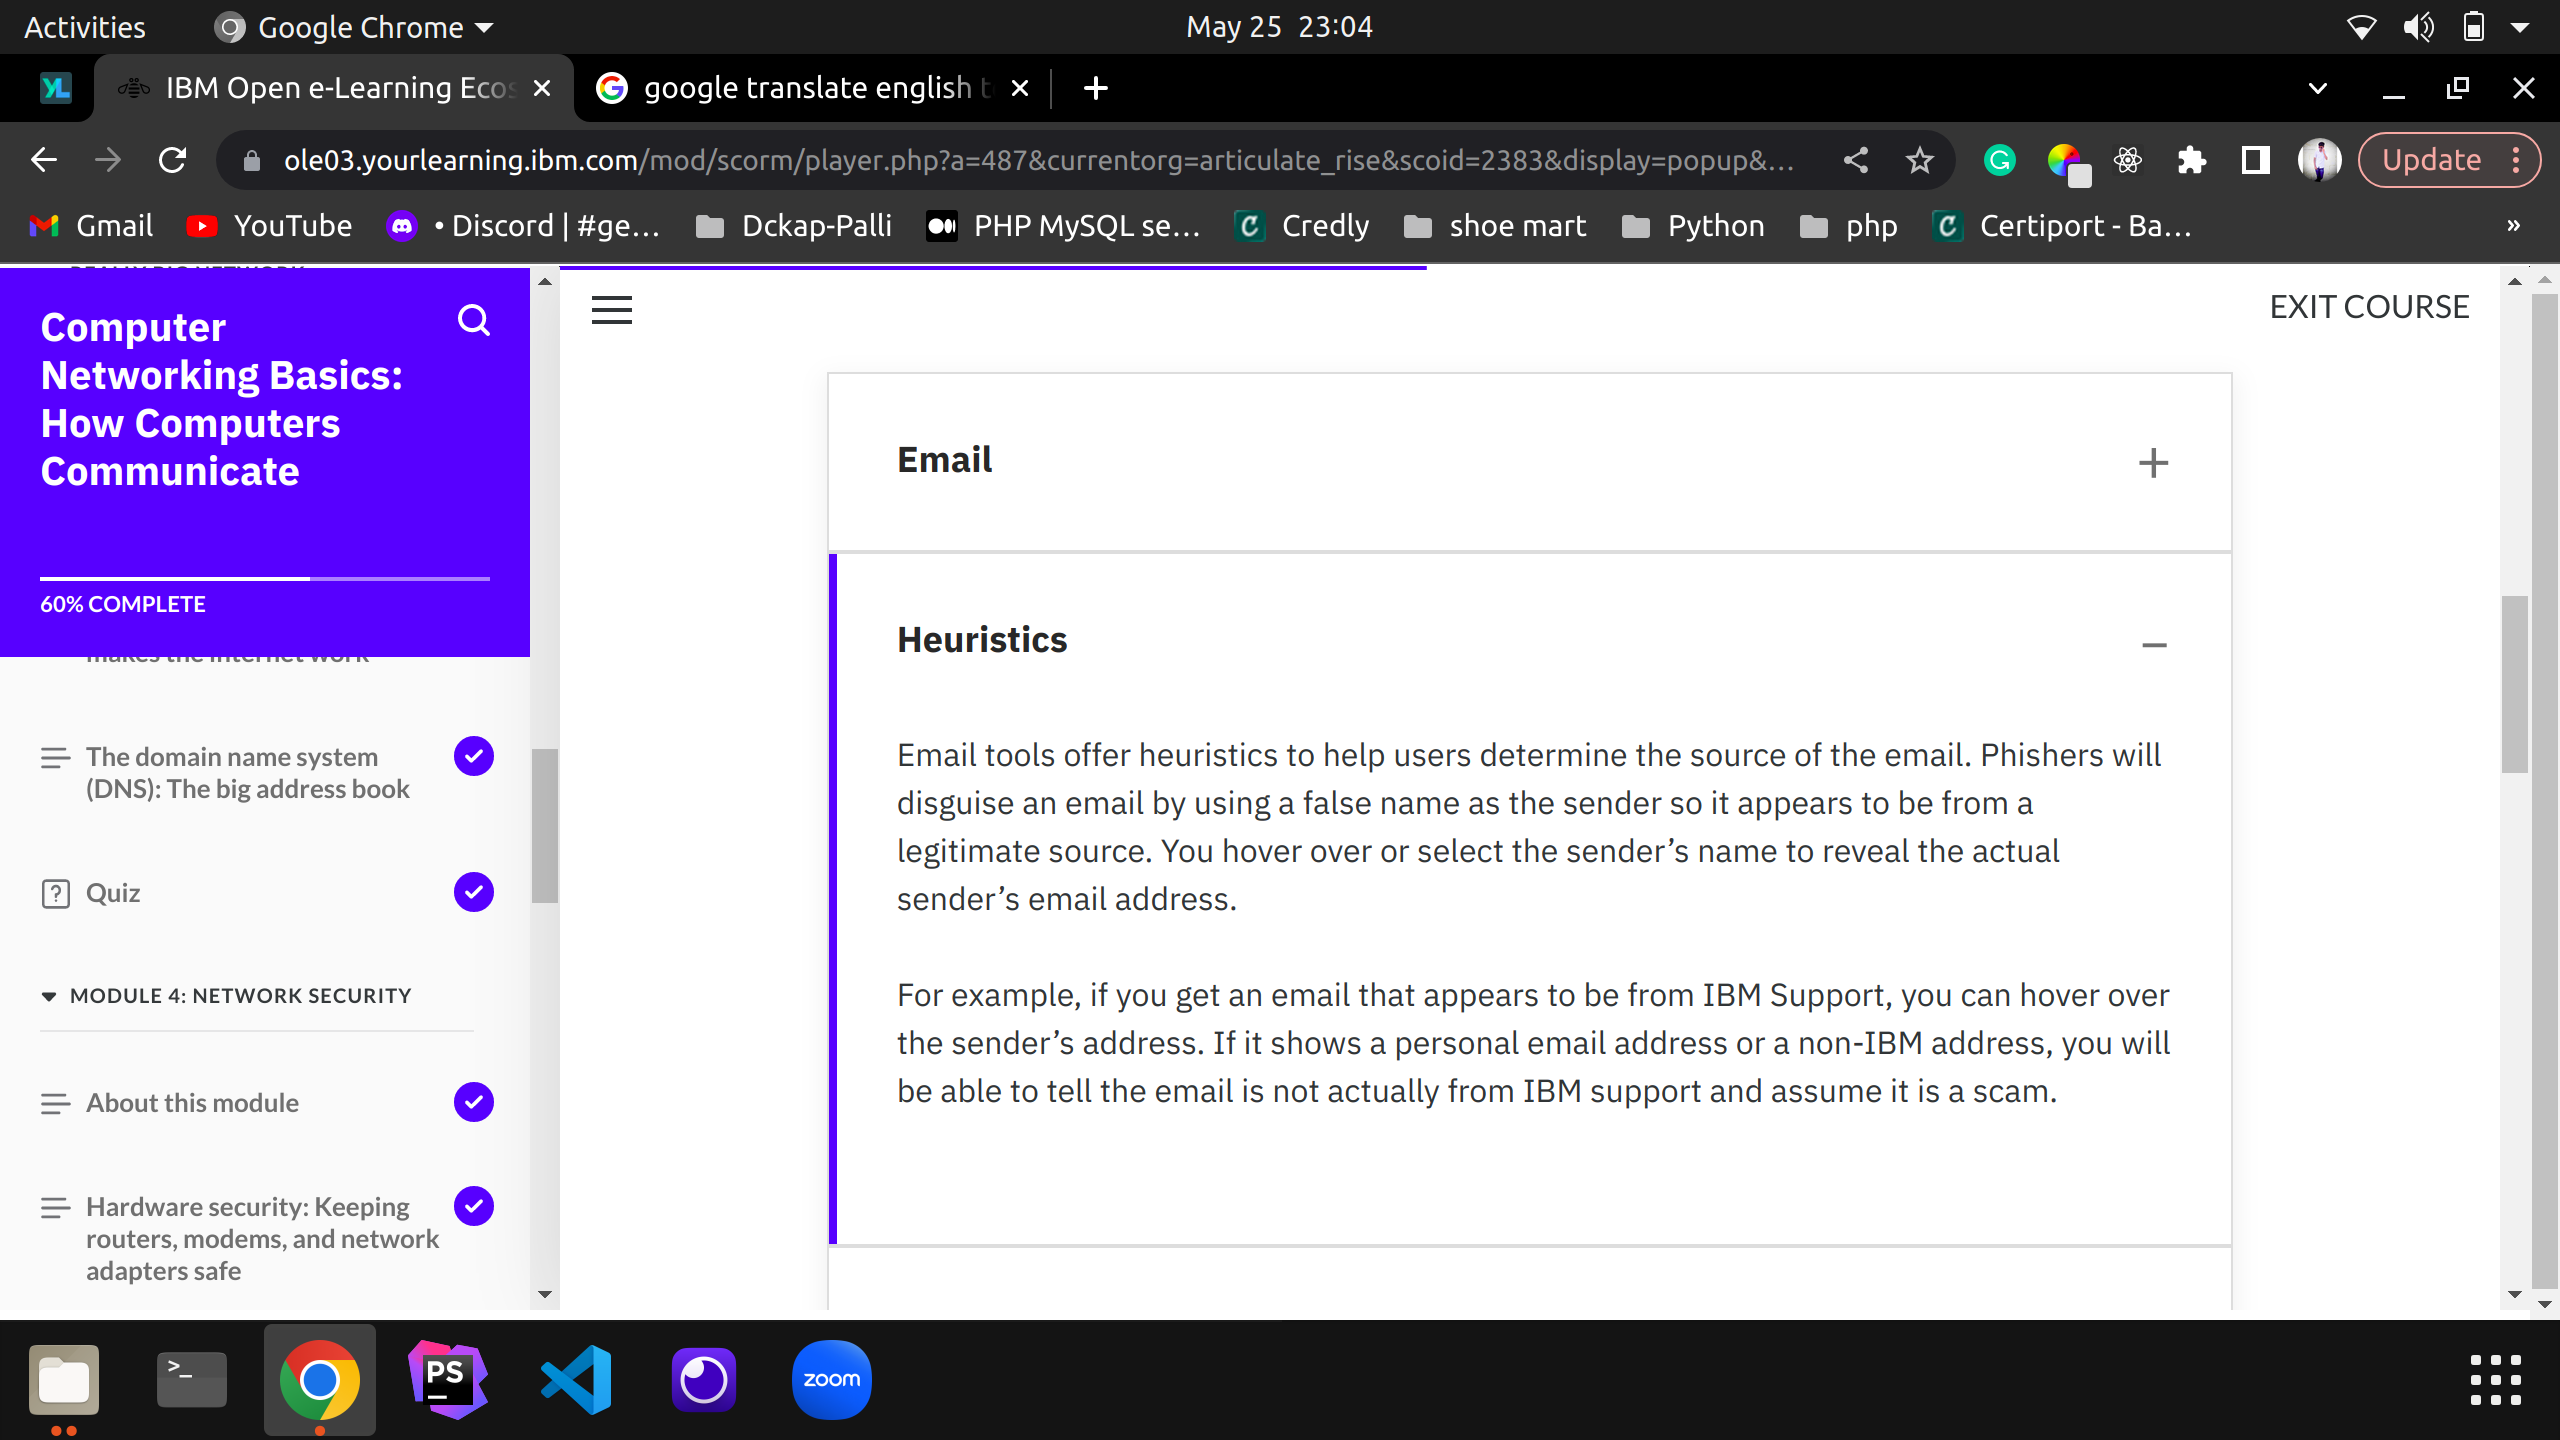 Activities
Google Chrome
May 25 23:04
IBM Open e-Learning Ecos
google translate english t
ole03.yourlearning.ibm.com/mod/scorm/player.php?a=487&currentorg=articulate_rise&scoid=2383&display=popup&...
Update
Gmail
YouTube
• Discord | #ge...
Dckap-Palli
PHP MySQL se...
Credly
shoe mart
Python
php
Certiport - Ba...
»
Computer
Networking Basics:
How Computers
Communicate
60% COMPLETE
makes the internet work
The domain name system
(DNS): The big address book
Quiz
MODULE 4: NETWORK SECURITY
About this module
Hardware security: Keeping
routers, modems, and network
adapters safe
EXIT COURSE
Email
Heuristics
Email tools offer heuristics to help users determine the source of the email. Phishers will
disguise an email by using a false name as the sender so it appears to be from a
legitimate source. You hover over or select the sender’s name to reveal the actual
sender’s email address.
For example, if you get an email that appears to be from IBM Support, you can hover over
the sender’s address. If it shows a personal email address or a non-IBM address, you will
be able to tell the email is not actually from IBM support and assume it is a scam.
PS
zoom